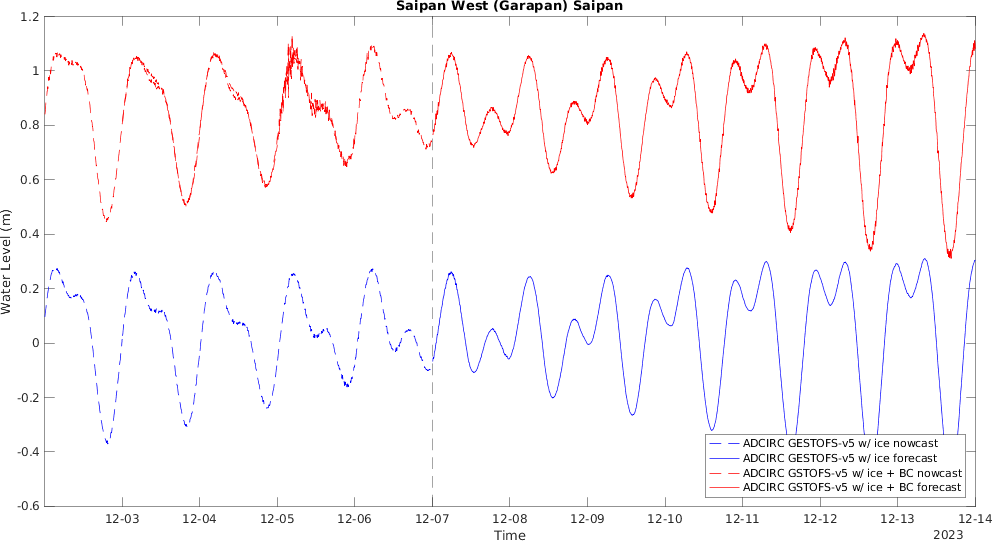 Saipan West (Garapan) Saipan
1.2
1
0.8
0.6
0.4
0.2
0
-0.2
-0.4
-0.6
Water Level (m)
ADCIRC GESTOFS-v5 w/ ice nowcast
ADCIRC GESTOFS-v5 w/ ice forecast
ADCIRC GSTOFS-v5 w/ ice + BC nowcast
ADCIRC GSTOFS-v5 w/ ice + BC forecast
12-03 12-04 12-05 12-06 12-07 12-08 12-09 12-10 12-11 12-12 12-13 12-14
Time
2023